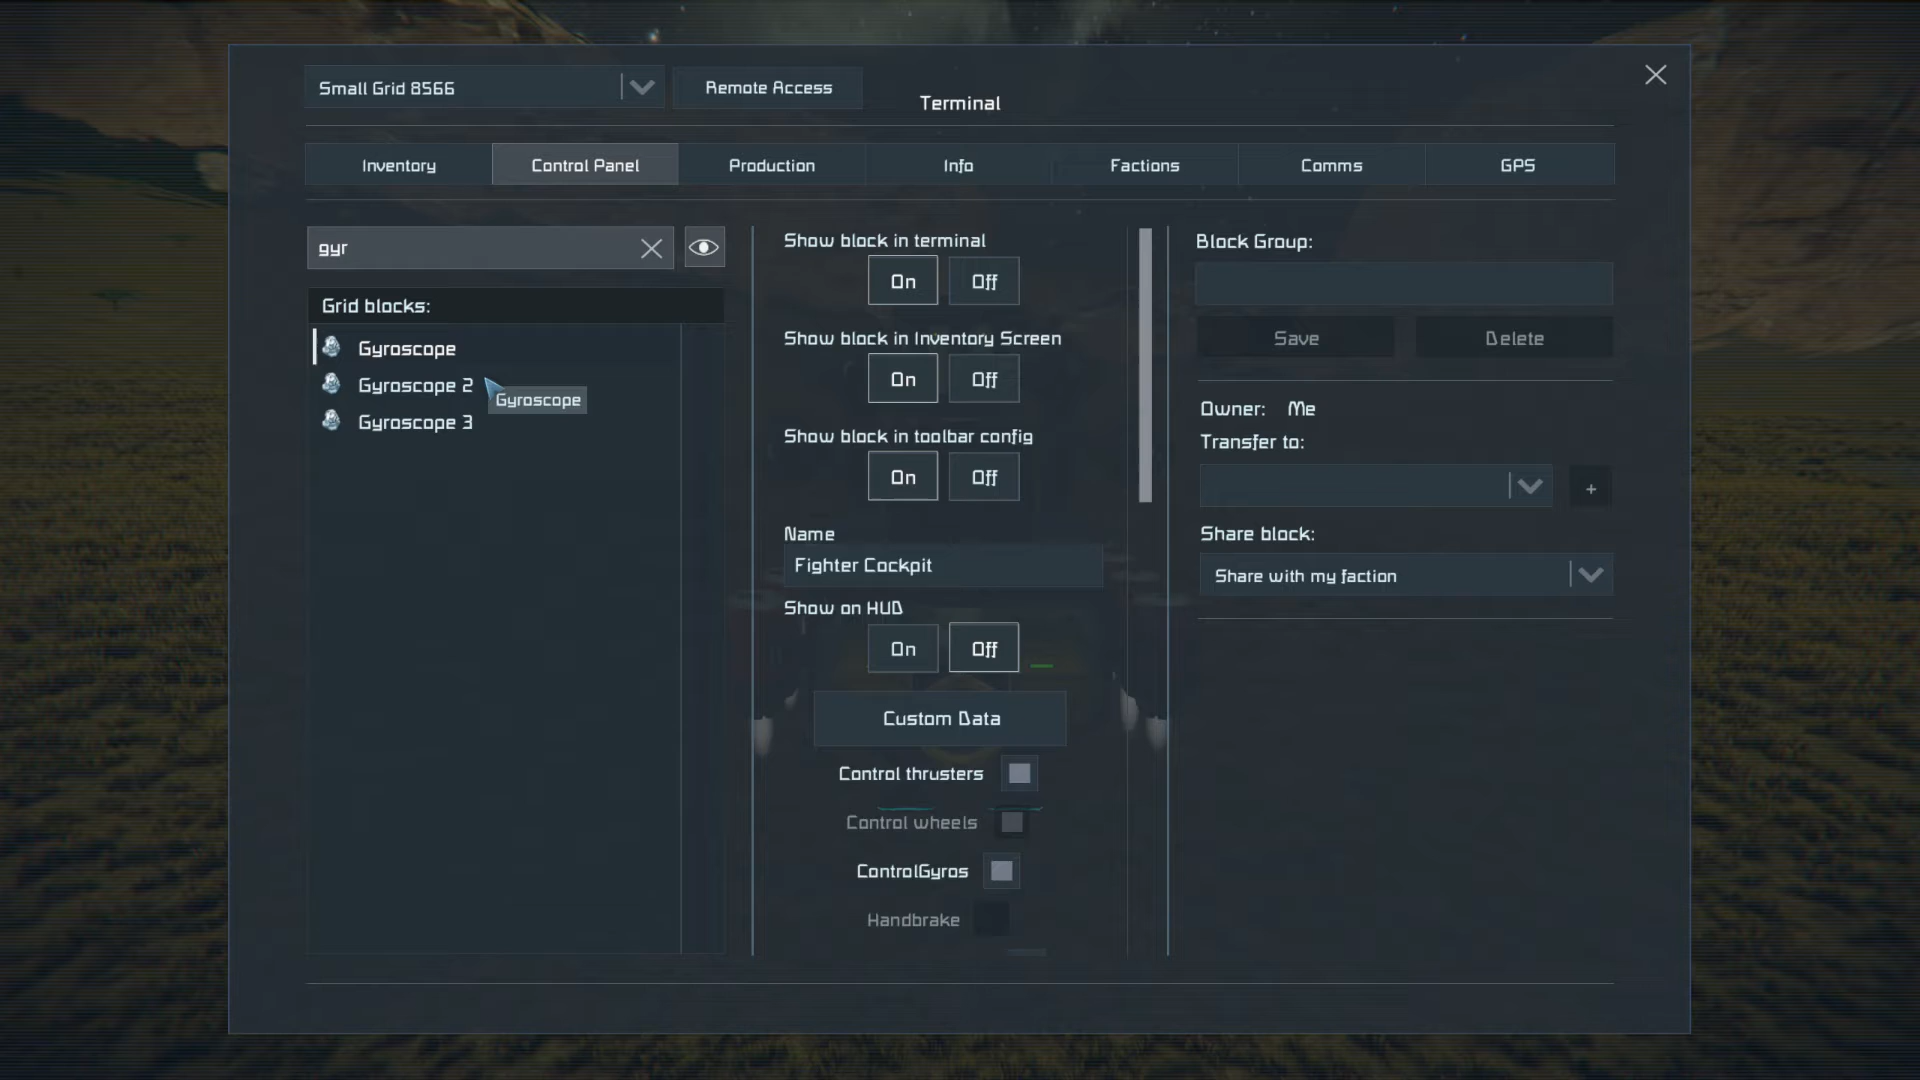 Small Grid 8566
Remote Access
Terminal
Inventory
Control Panel
Production
Info
Factions
Comms
GPS
gyr
Grid blocks:
Gyroscope
Gyroscope 2
Gyroscope
Gyroscope 3
Show block in terminal
On Off
Show block in Inventory Screen
On Off
Show block in toolbar config
On Off
Name
Fighter Cockpit
Show on HUD
On Off
Custom Data
Control thrusters
Control wheels
ControlGyros
Handbrake
Block Group:
Save
Delete
Owner: Me
Transfer to:
+
Share block:
Share with my faction